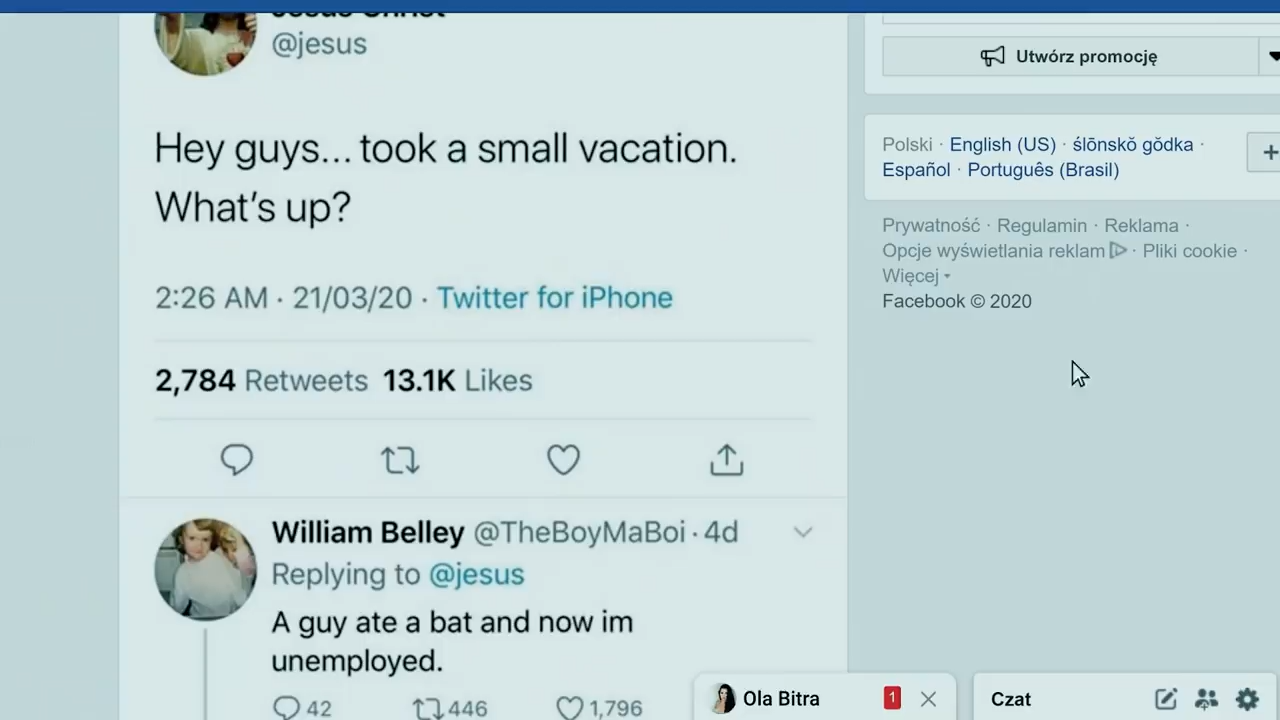 Jesus Christ
@jesus
Hey guys... took a small vacation.
What's up?
2:26 AM · 21/03/20 · Twitter for iPhone
2,784 Retweets 13.1K Likes
William Belley @TheBoyMaBoi · 4d
Replying to @jesus
A guy ate a bat and now im
unemployed.
42 446 1,796
Utwórz promocję
Polski · English (US) · ślōnskŏ gŏdka ·
Español · Português (Brasil)
Prywatność · Regulamin · Reklama ·
Opcje wyświetlania reklam · Pliki cookie ·
Więcej
Facebook © 2020
Ola Bitra 1
Czat